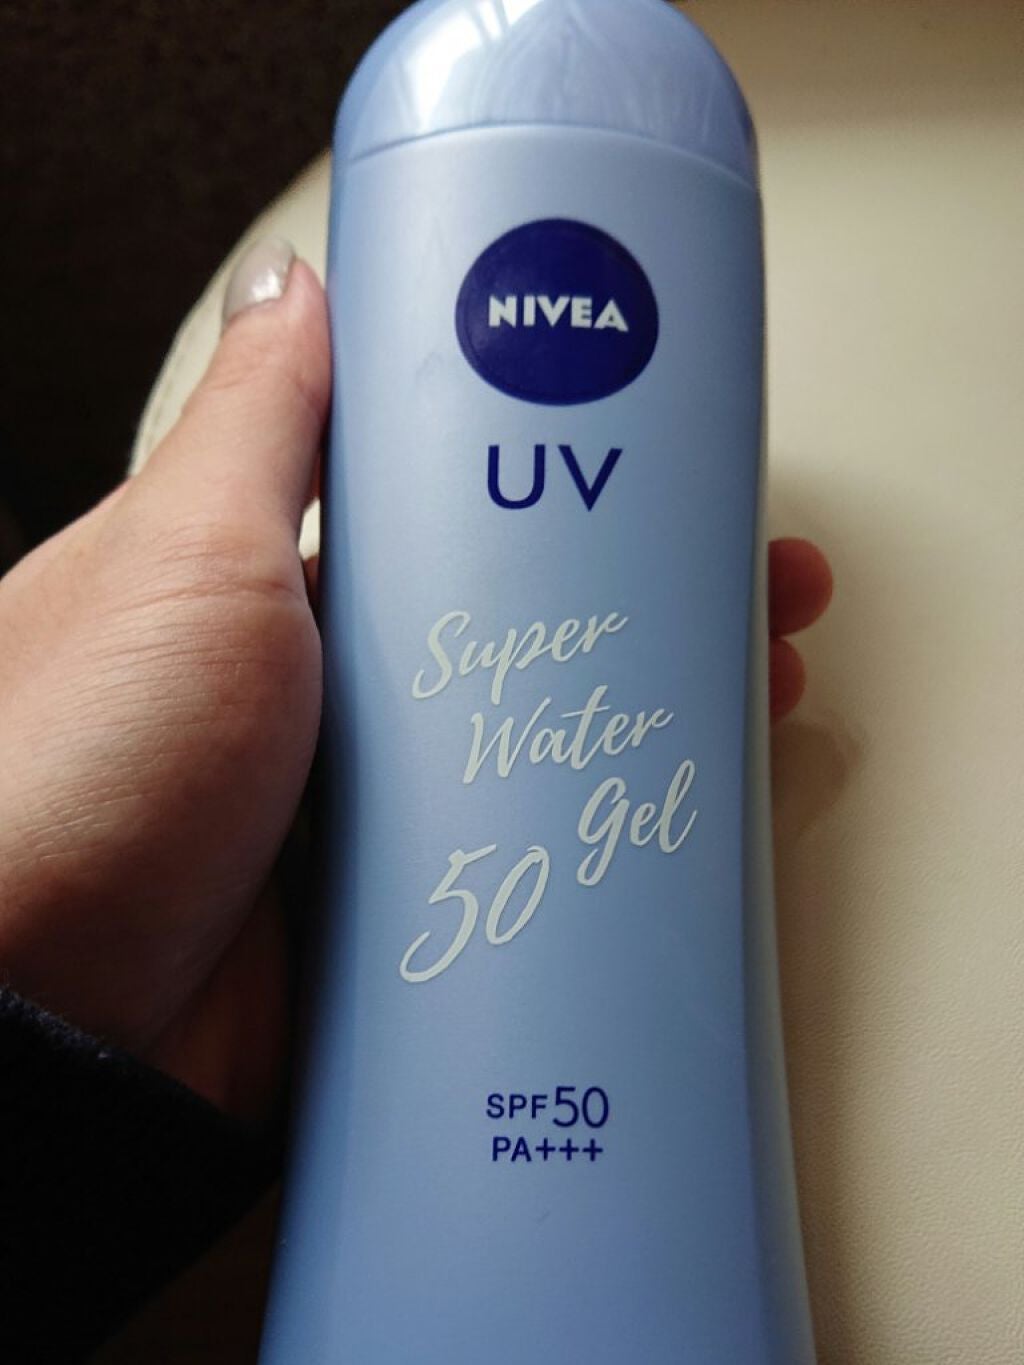 NIVEA
UV
Super
Water
Gel
50
SPF50
PA+++